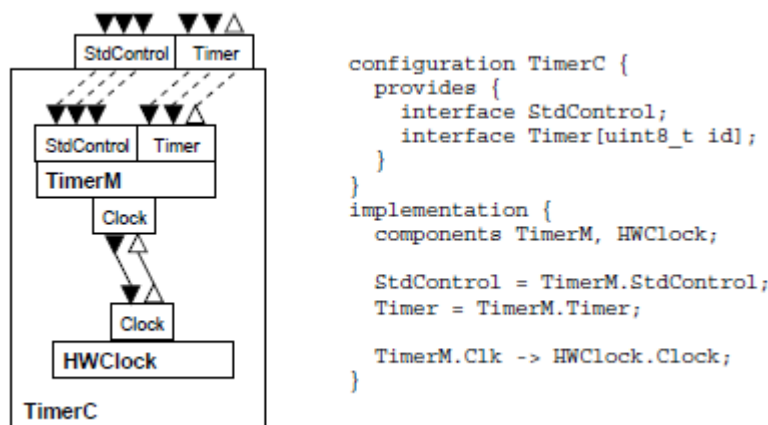 StdControl Timer
StdControl Timer
TimerM
Clock
Clock
HWClock
TimerC
configuration TimerC {
  provides {
    interface StdControl;
    interface Timer[uint8_t id];
  }
}
implementation {
  components TimerM, HWClock;

  StdControl = TimerM.StdControl;
  Timer = TimerM.Timer;

  TimerM.Clk -> HWClock.Clock;
}